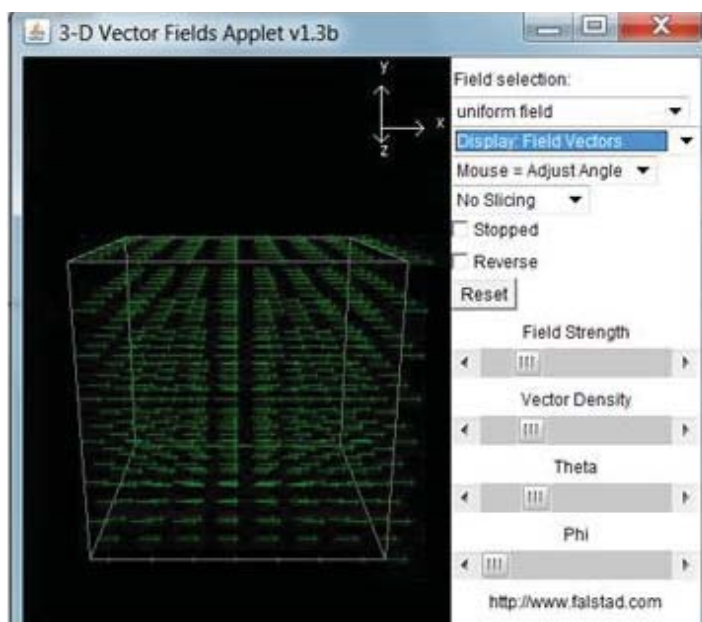 3-D Vector Fields Applet v1.3b
y
x
z
Field selection:
uniform field
Display: Field Vectors
Mouse = Adjust Angle
No Slicing
Stopped
Reverse
Reset
Field Strength
Vector Density
Theta
Phi
http://www.falstad.com